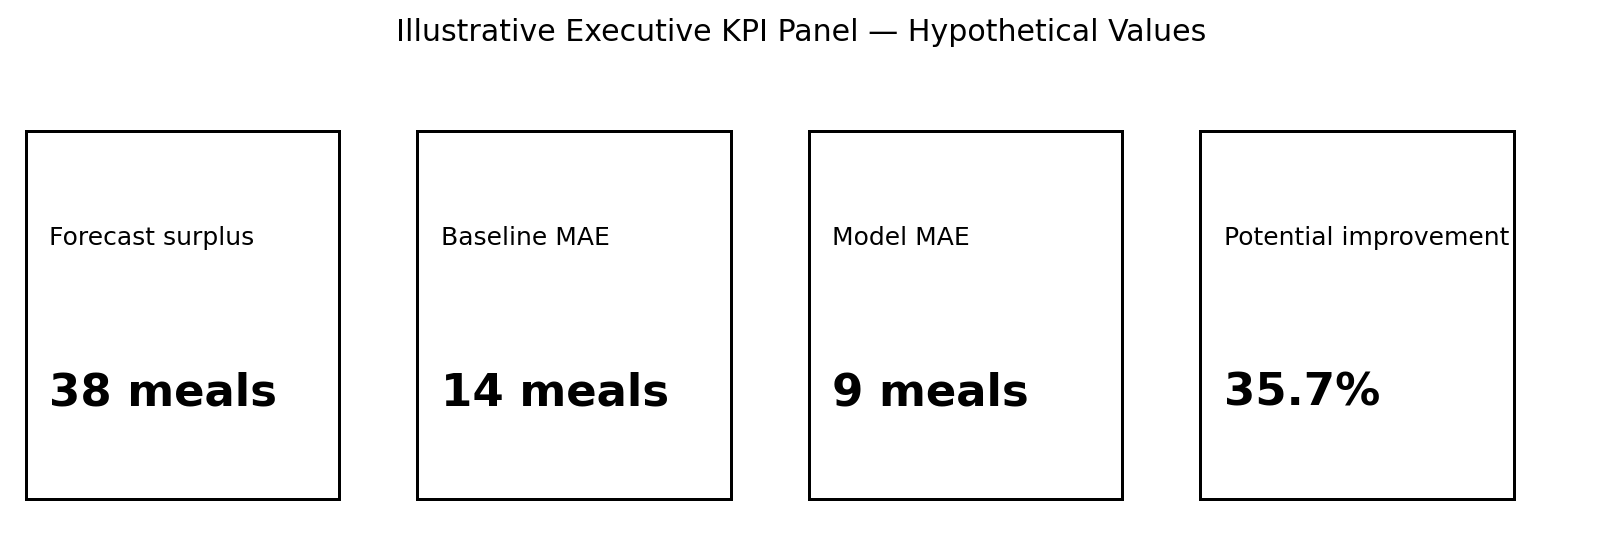 Illustrative Executive KPI Panel — Hypothetical Values
Forecast surplus
38 meals
Baseline MAE
14 meals
Model MAE
9 meals
Potential improvement
35.7%